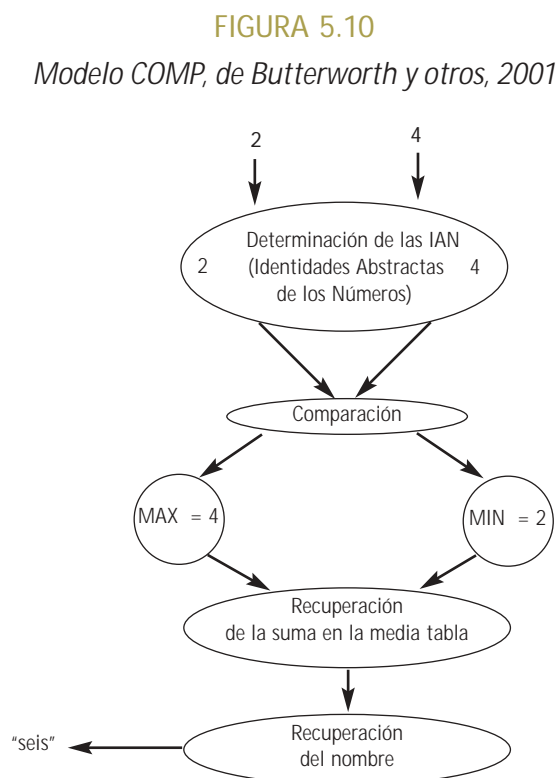 FIGURA 5.10
Modelo COMP, de Butterworth y otros, 2001
2 4
Determinación de las IAN
2 (Identidades Abstractas 4
de los Números)
Comparación
MAX = 4 MIN = 2
Recuperación
de la suma en la media tabla
Recuperación
"seis" del nombre